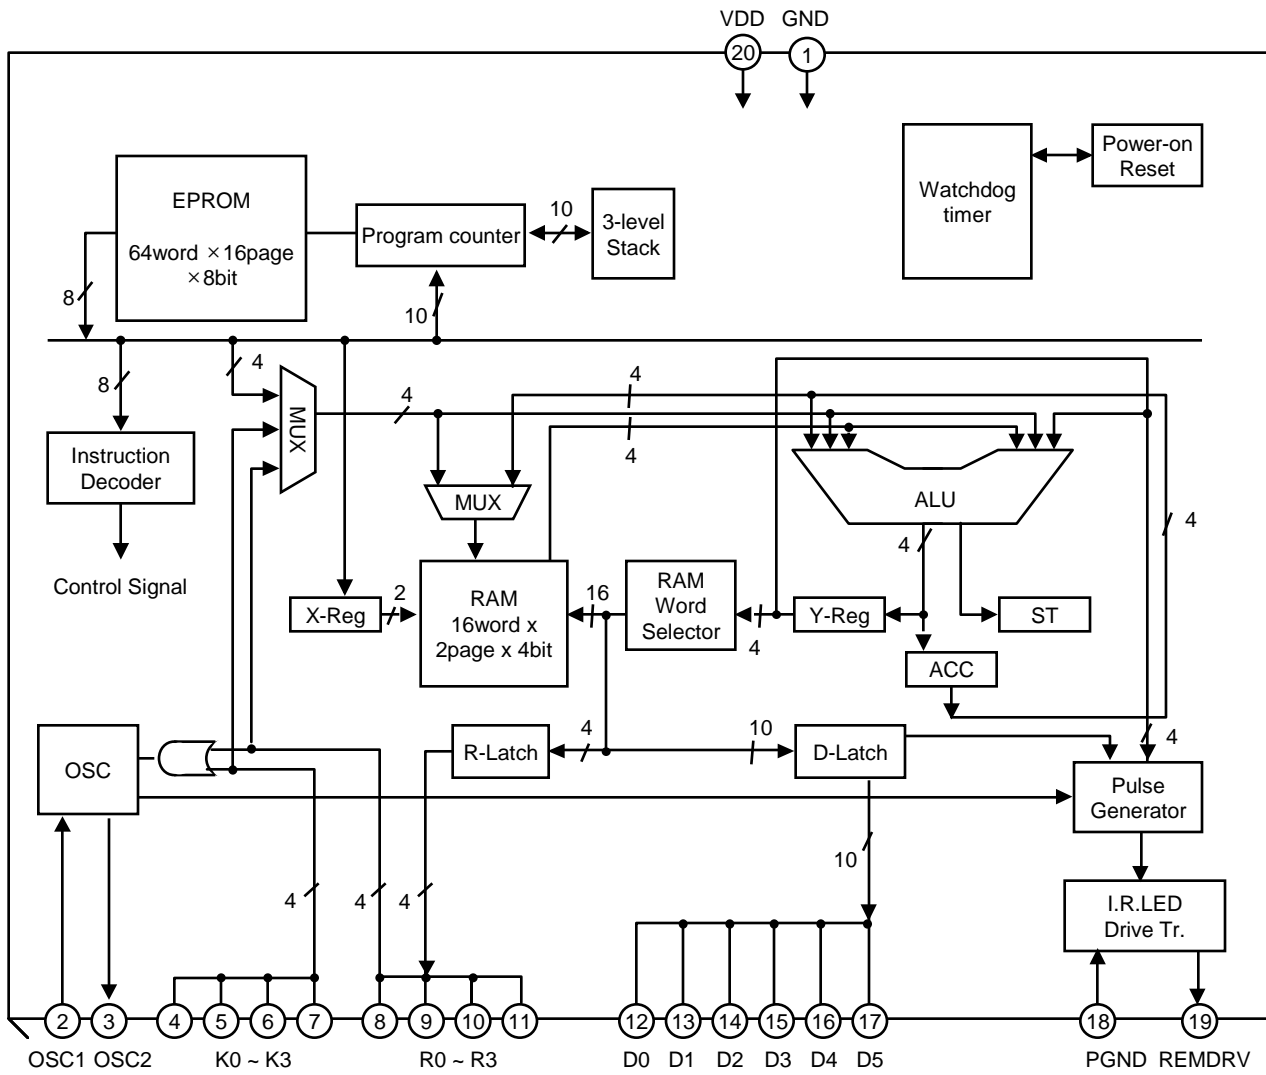 VDD GND
20 1
EPROM
64word ×16page
×8bit
Program counter
10
3-level
Stack
Watchdog
timer
Power-on
Reset
8
10
8
4
MUX
4
4
4
Instruction
Decoder
Control Signal
MUX
ALU
4
4
X-Reg
2
RAM
16word x
2page x 4bit
16
RAM
Word
Selector
4
Y-Reg
ST
ACC
OSC
R-Latch
4
10
D-Latch
4
Pulse
Generator
10
4
4
4
I.R.LED
Drive Tr.
2 3 4 5 6 7 8 9 10 11 12 13 14 15 16 17 18 19
OSC1 OSC2 K0 ~ K3 R0 ~ R3 D0 D1 D2 D3 D4 D5 PGND REMDRV